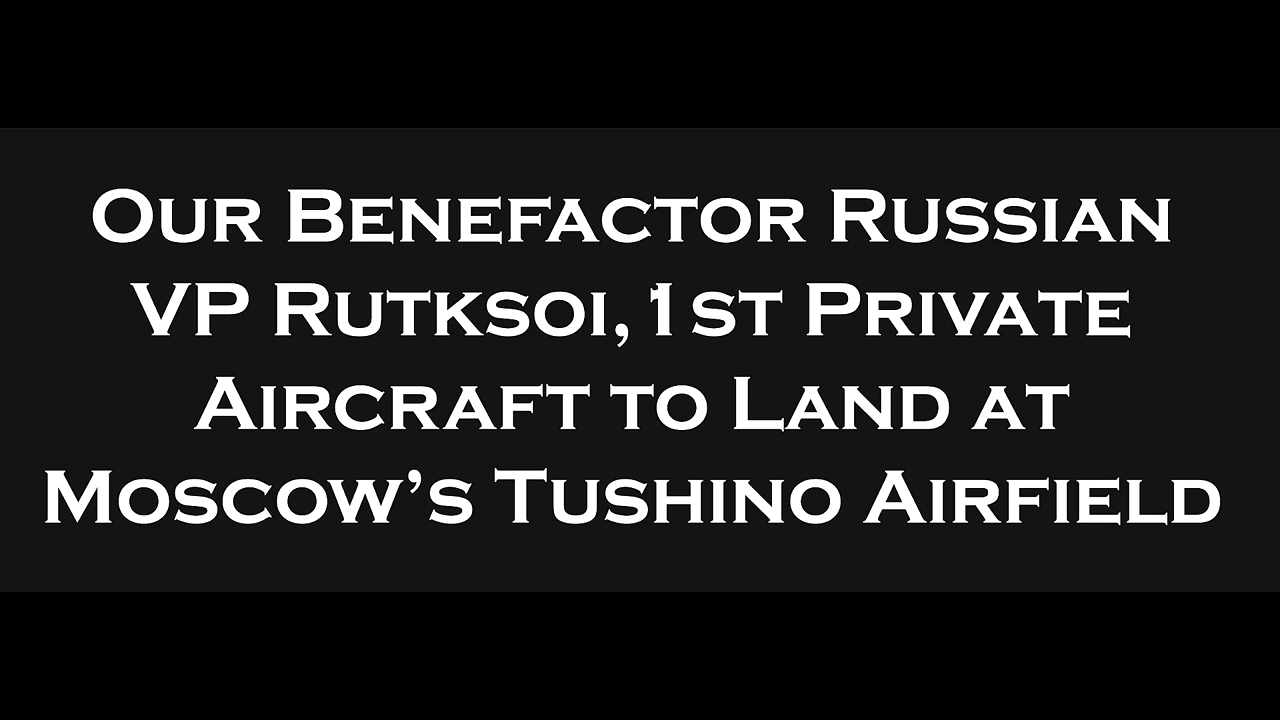 Our Benefactor Russian
VP Rutksoi, 1st Private
Aircraft to Land at
Moscow’s Tushino Airfield